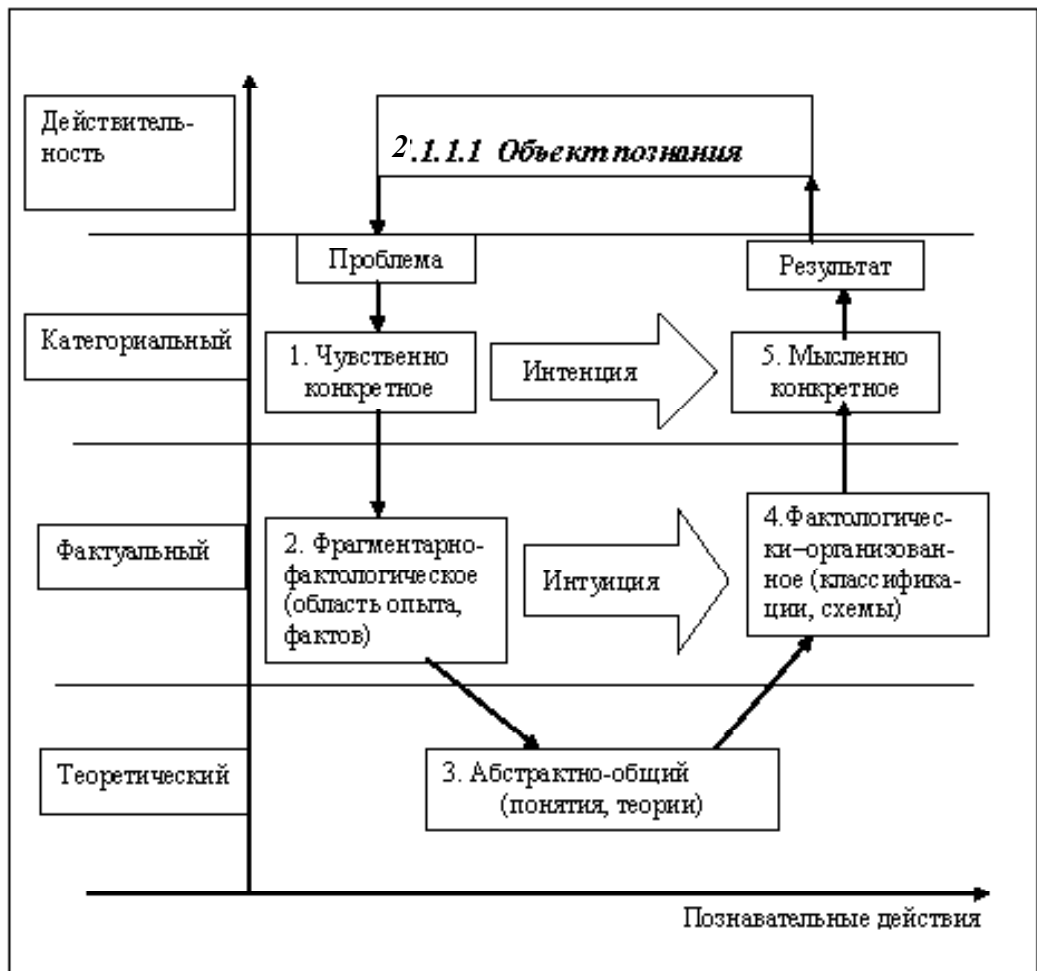 Действитель-
ность
2.1.1.1 Объект познания
Проблема
Результат
Категориальный
1. Чувственно
конкретное
Интенция
5. Мысленно
конкретное
Фактуальный
2. Фрагментарно-
фактологическое
(область опыта,
фактов)
Интуиция
4.Фактологичес-
ки–организован-
ное (классифика-
ции, схемы)
Теоретический
3. Абстрактно-общий
(понятия, теории)
Познавательные действия